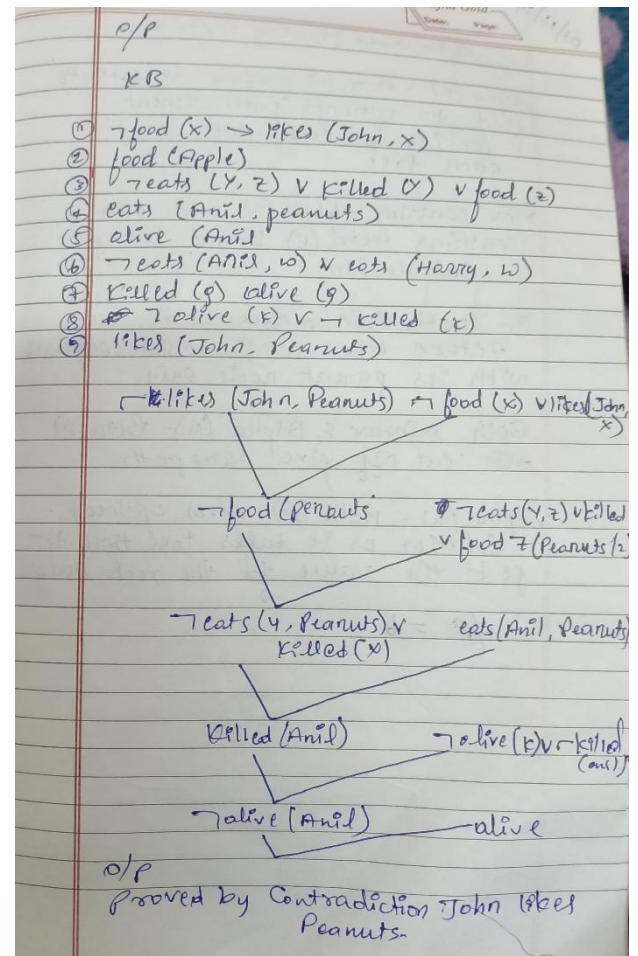 O/P
KB
① ¬food (x) → likes (John, x)
② food (Apple)
③ ¬eats (Y, Z) ∨ Killed (Y) ∨ food (z)
④ eats (Anil, peanuts)
⑤ alive (Anil
⑥ ¬eats (Anil, w) ∨ eats (Harry, w)
⑦ Killed (g) alive (g)
⑧ ¬ alive (k) ∨ ¬ killed (k)
⑨ likes (John, Peanuts)
¬likes (John, Peanuts) ¬ food (x) ∨ likes (John, x)
¬food (Penauts ¬eats (Y, Z) ∨ killed
∨ food Z (Peanuts/z)
¬eats (y, Peanuts) ∨ eats (Anil, Peanuts)
Killed (x)
Killed (Anil) ¬alive (k) ∨ ¬killed
¬alive (Anil) alive
O/P
Proved by Contradiction John likes
Peanuts.